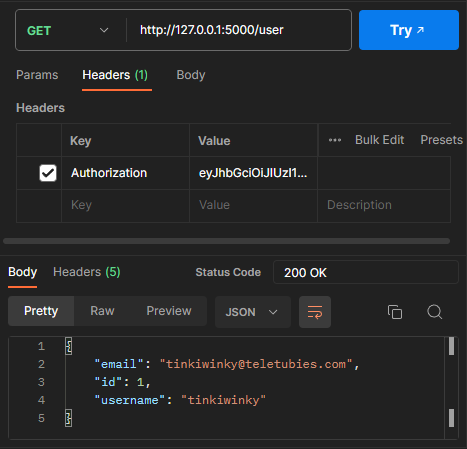 GET http://127.0.0.1:5000/user Try ↗
Params Headers (1) Body
Headers
Key Value ••• Bulk Edit Presets
Authorization eyJhbGciOiJIUzI1...
Key Value Description
Body Headers (5) Status Code 200 OK
Pretty Raw Preview JSON
1 {
2 "email": "tinkiwinky@teletubies.com",
3 "id": 1,
4 "username": "tinkiwinky"
5 }